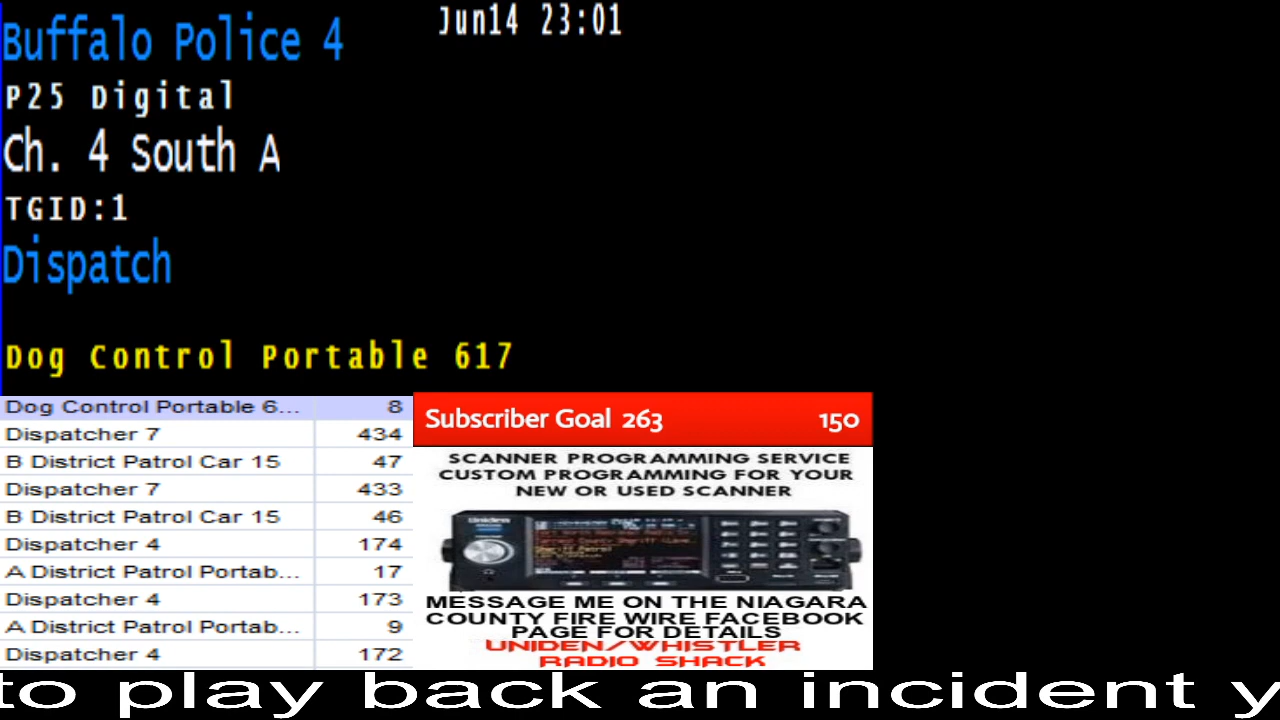 Buffalo Police 4
Jun14 23:01
P25 Digital
Ch. 4 South A
TGID:1
Dispatch
Dog Control Portable 617
Dog Control Portable 6... 8
Dispatcher 7 434
B District Patrol Car 15 47
Dispatcher 7 433
B District Patrol Car 15 46
Dispatcher 4 174
A District Patrol Portab... 17
Dispatcher 4 173
A District Patrol Portab... 9
Dispatcher 4 172
Subscriber Goal 263 150
SCANNER PROGRAMMING SERVICE
CUSTOM PROGRAMMING FOR YOUR
NEW OR USED SCANNER
Uniden
MESSAGE ME ON THE NIAGARA
COUNTY FIRE WIRE FACEBOOK
PAGE FOR DETAILS
UNIDEN/WHISTLER
RADIO SHACK
to play back an incident y